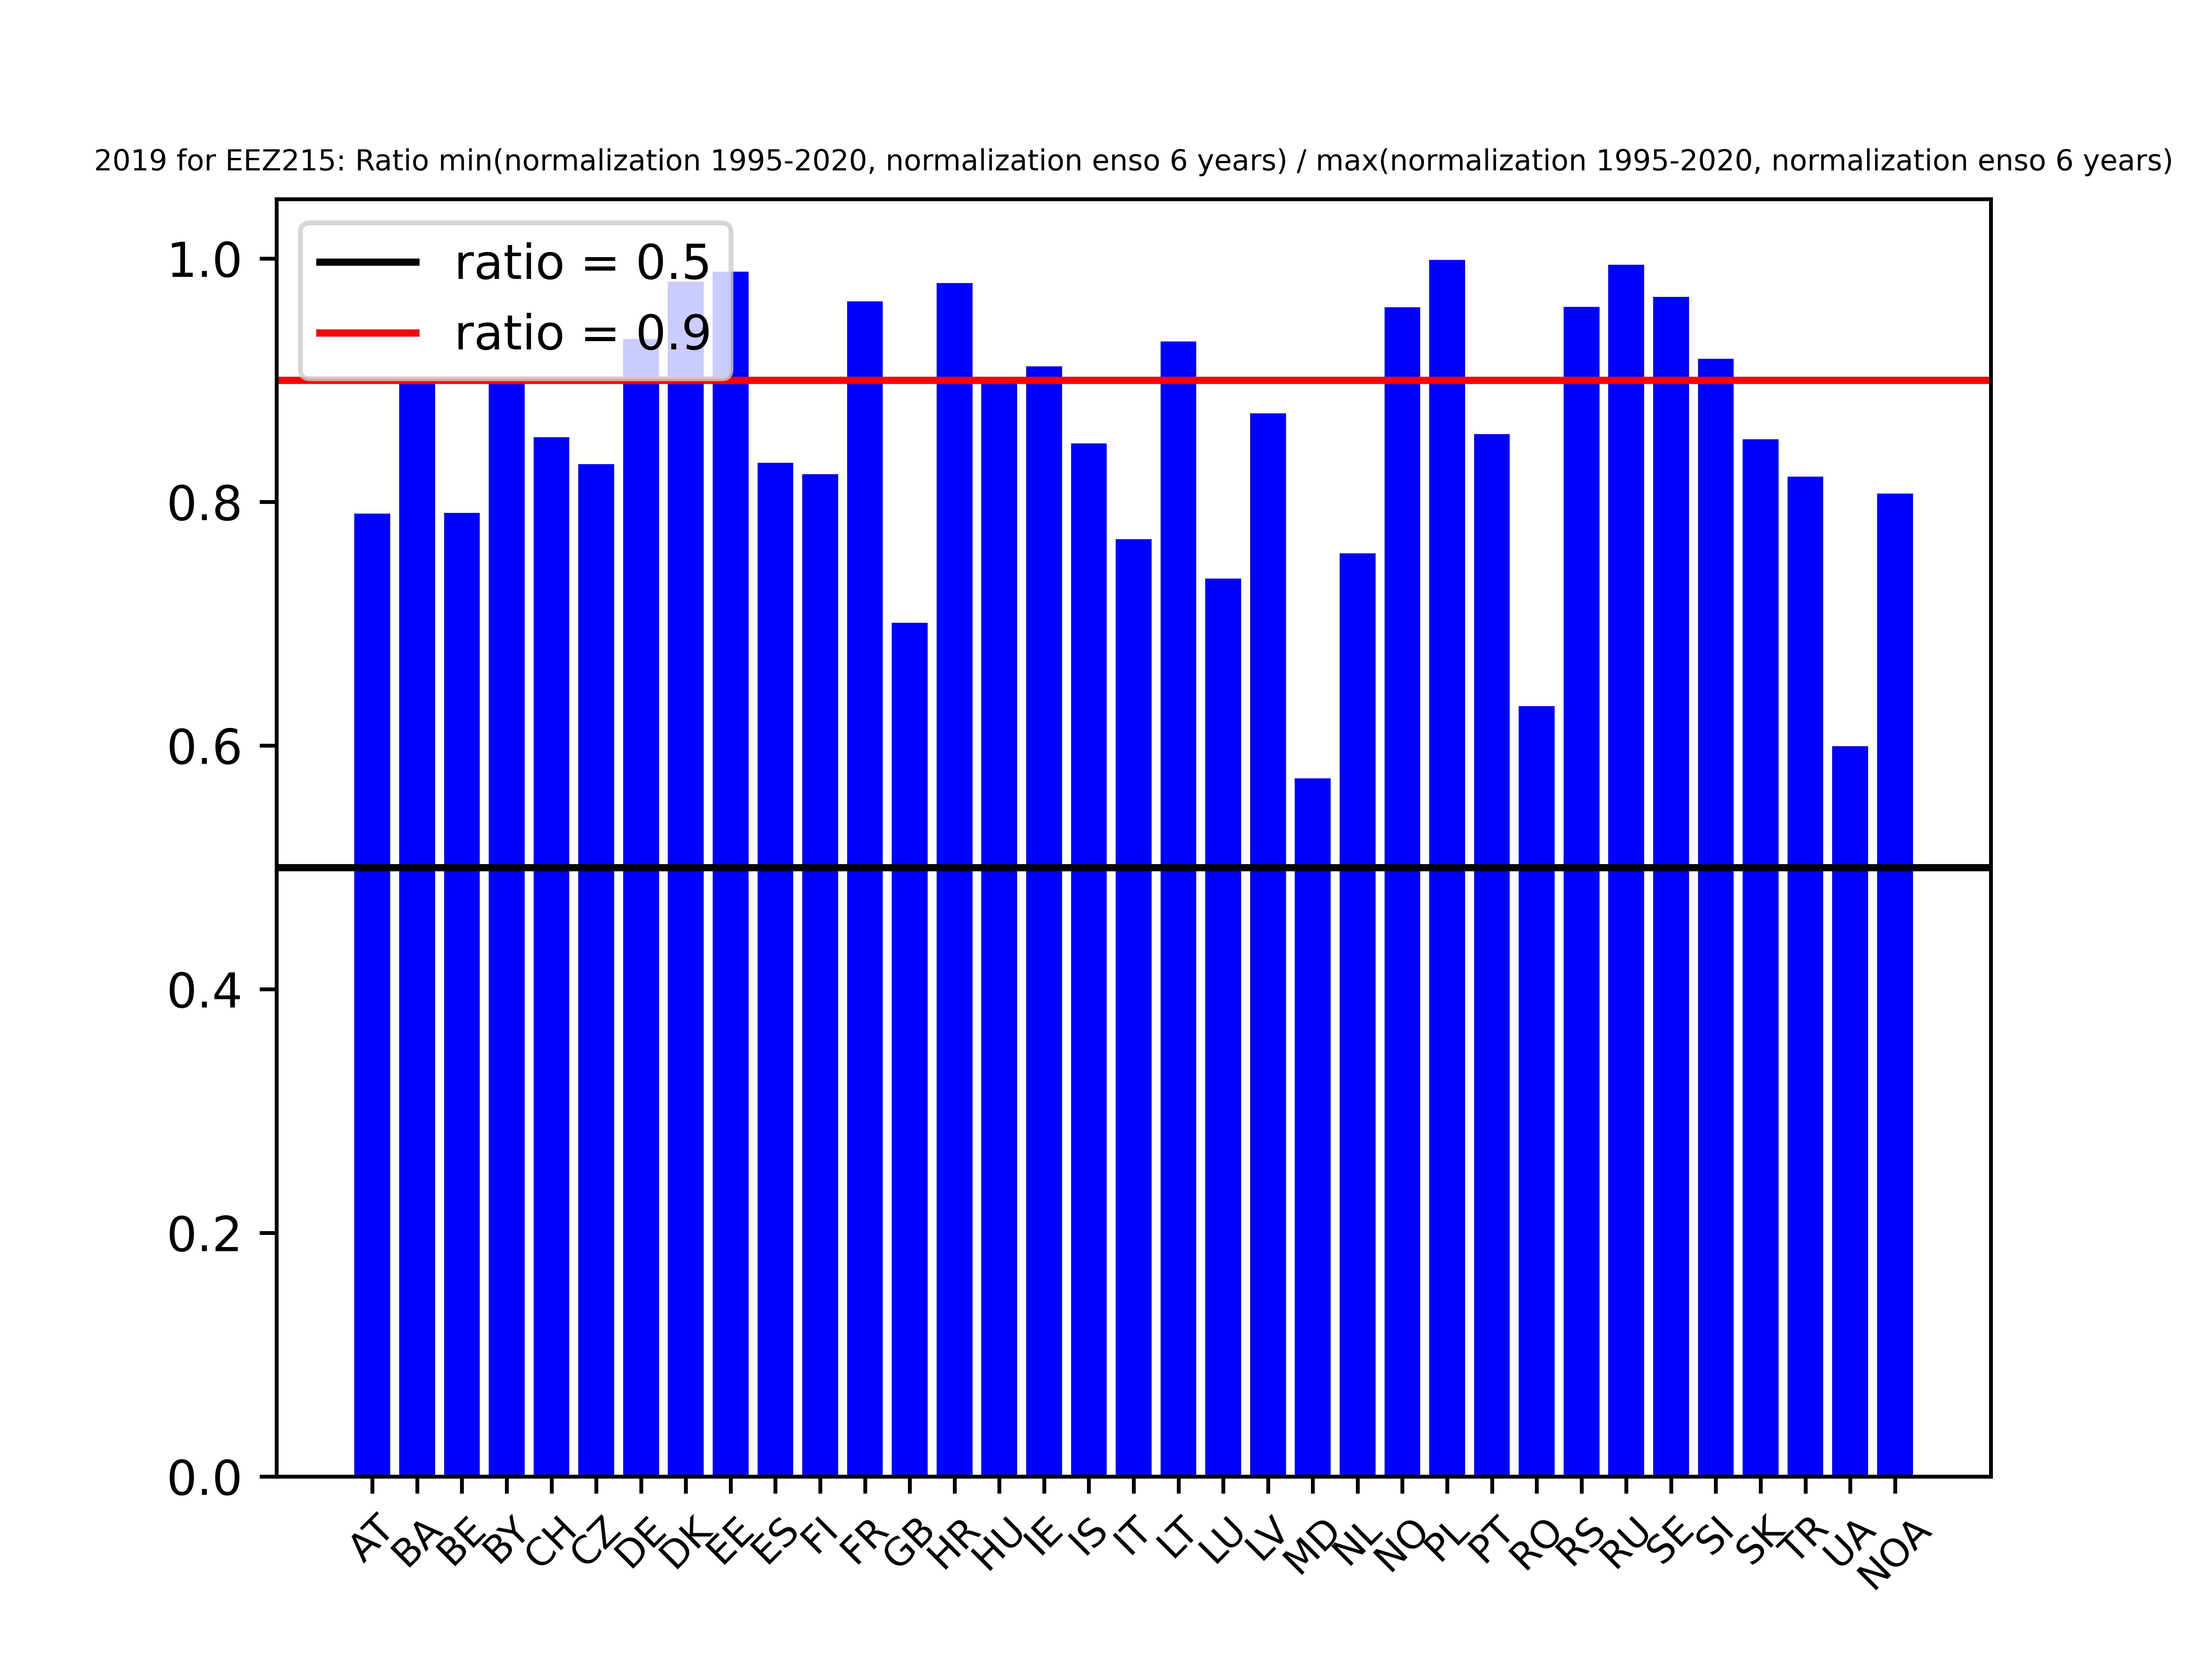 2019 for EEZ215: Ratio min(normalization 1995-2020, normalization enso 6 years) / max(normalization 1995-2020, normalization enso 6 years)
ratio = 0.5
ratio = 0.9
1.0
0.8
0.6
0.4
0.2
0.0
AT BA BE BY CH CZ DE DK EE ES FI FR GB HR HU IE IS IT LT LU LV MD NL NO PL PT RO RS RU SE SI SK TR UA NOA